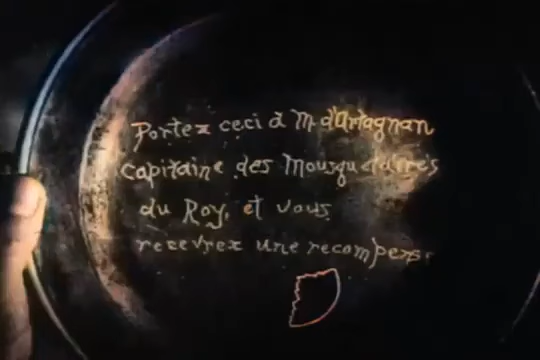 Portez ceci à M. d'Artagnan
Capitaine des Mousquetaires
du Roy, et vous
recevrez une recompense